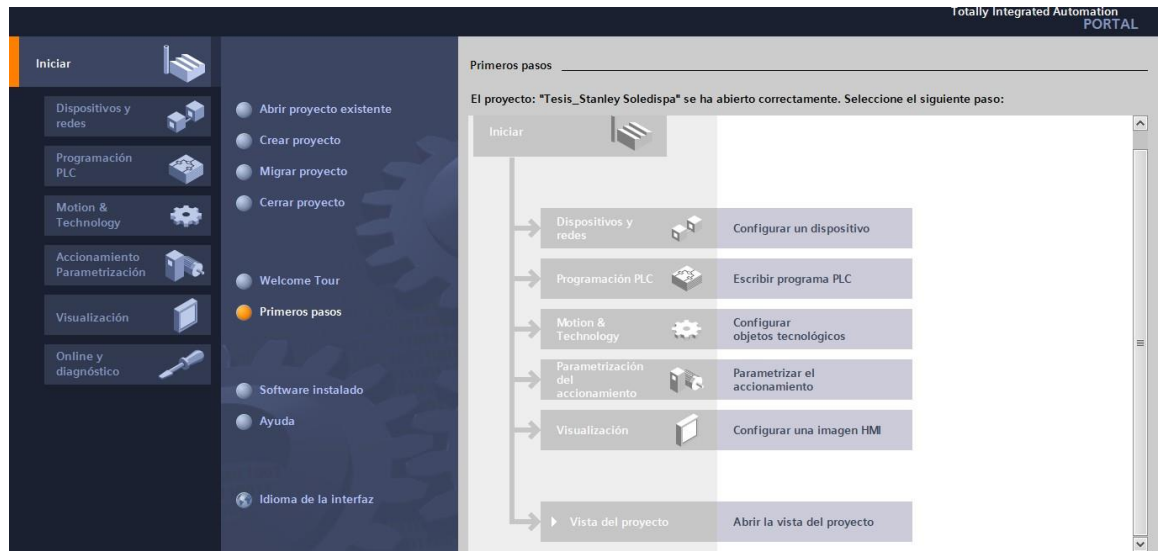 Totally Integrated Automation
PORTAL
Iniciar
Dispositivos y
redes
Programación
PLC
Motion &
Technology
Accionamiento
Parametrización
Visualización
Online y
diagnóstico
Abrir proyecto existente
Crear proyecto
Migrar proyecto
Cerrar proyecto
Welcome Tour
Primeros pasos
Software instalado
Ayuda
Idioma de la interfaz
Primeros pasos
El proyecto: "Tesis_Stanley Soledispa" se ha abierto correctamente. Seleccione el siguiente paso:
Iniciar
Dispositivos y
redes
Configurar un dispositivo
Programación PLC
Escribir programa PLC
Motion &
Technology
Configurar
objetos tecnológicos
Parametrización
del
accionamiento
Parametrizar el
accionamiento
Visualización
Configurar una imagen HMI
Vista del proyecto
Abrir la vista del proyecto